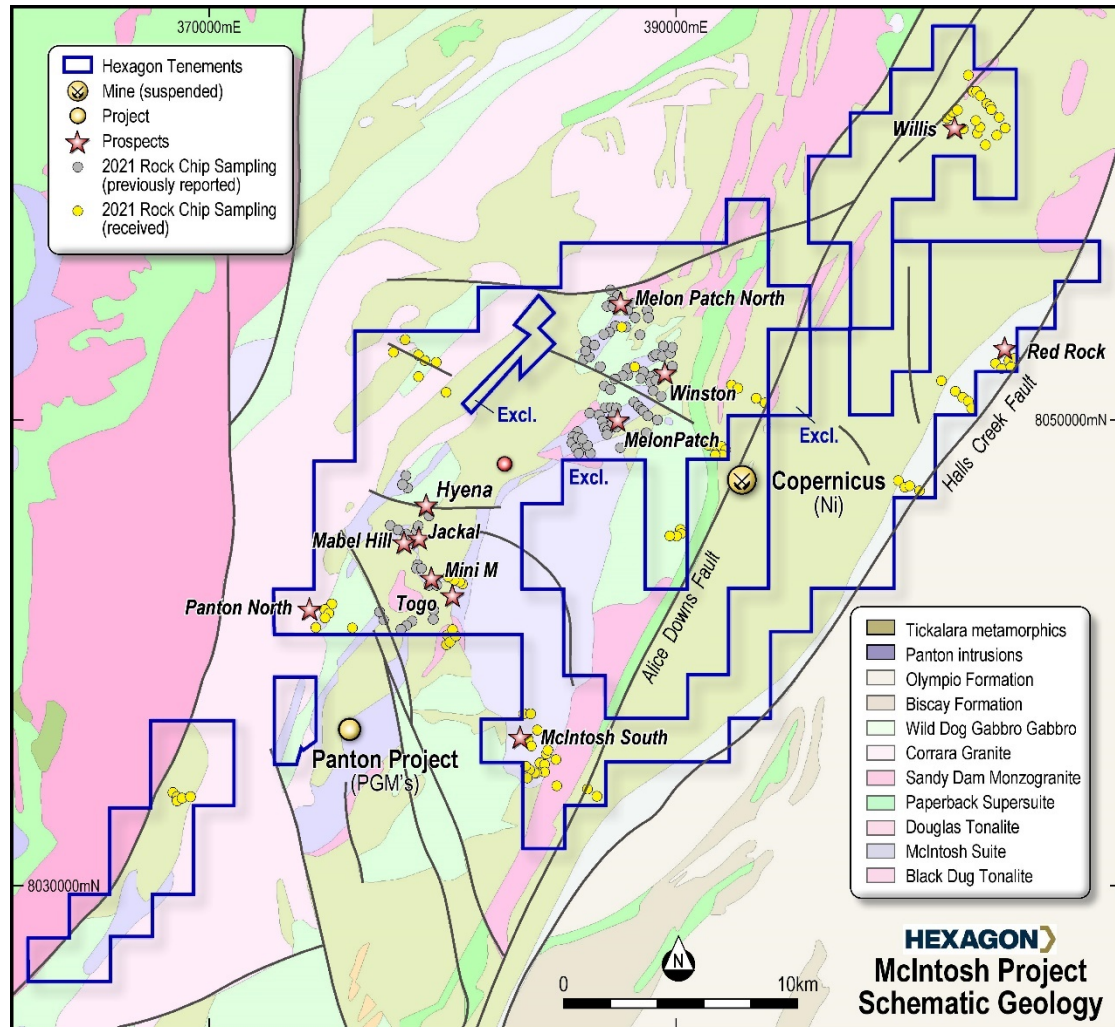 370000mE
390000mE
Hexagon Tenements
Mine (suspended)
Project
Prospects
2021 Rock Chip Sampling
(previously reported)
2021 Rock Chip Sampling
(received)
Willis
Melon Patch North
Red Rock
Winston
Excl.
MelonPatch
Excl.
8050000mN
Excl.
Copernicus
(Ni)
Halls Creek Fault
Hyena
Mabel Hill
Jackal
Mini M
Togo
Panton North
Alice Downs Fault
McIntosh South
Panton Project
(PGM's)
Tickalara metamorphics
Panton intrusions
Olympio Formation
Biscay Formation
Wild Dog Gabbro Gabbro
Corrara Granite
Sandy Dam Monzogranite
Paperback Supersuite
Douglas Tonalite
McIntosh Suite
Black Dug Tonalite
8030000mN
N
0
10km
HEXAGON
McIntosh Project
Schematic Geology